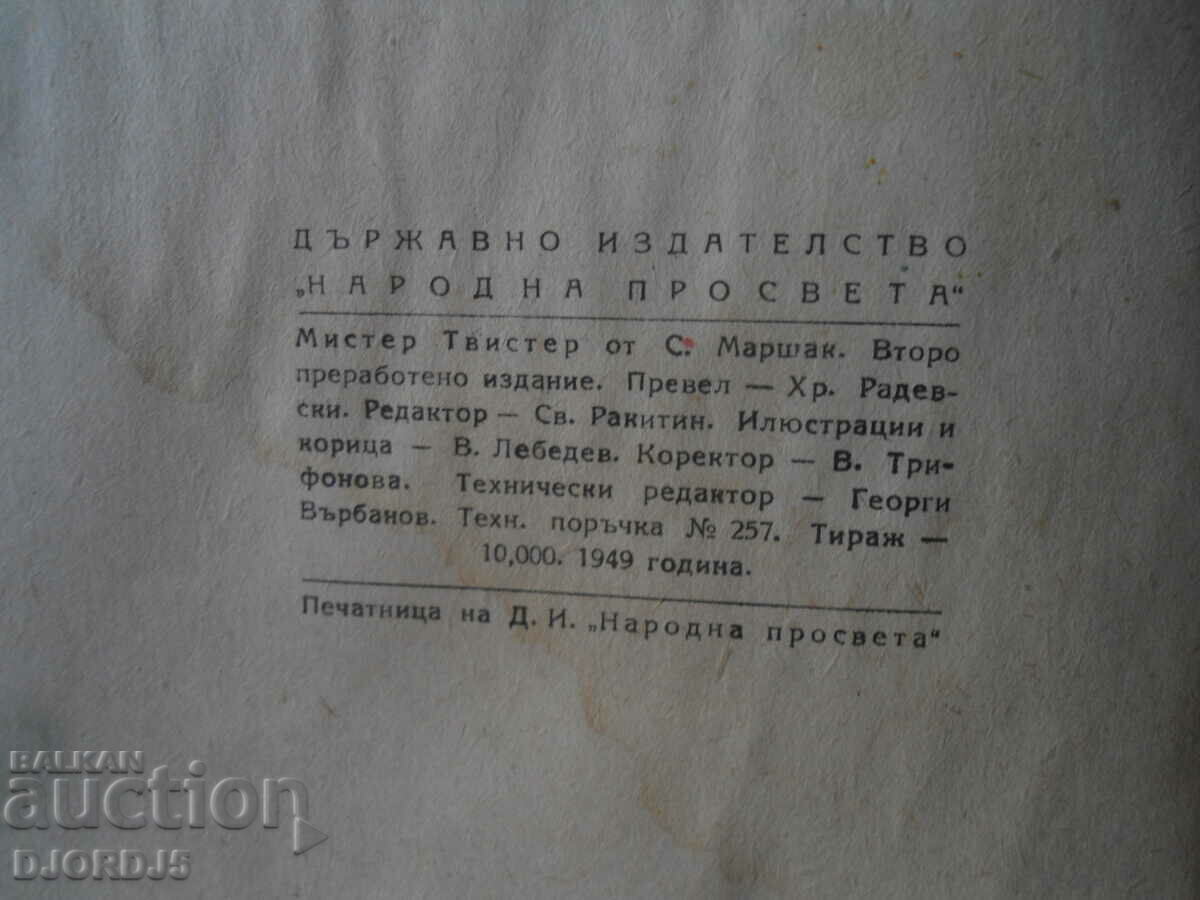 ДЪРЖАВНО ИЗДАТЕЛСТВО
„НАРОДНА ПРОСВЕТА“
Мистер Твистер от С. Маршак. Второ
преработено издание. Превел — Хр. Радев-
ски. Редактор — Св. Ракитин. Илюстрации и
корица — В. Лебедев. Коректор — В. Три-
фонова. Технически редактор — Георги
Върбанов. Техн. поръчка № 257. Тираж —
10,000. 1949 година.
Печатница на Д. И. „Народна просвета“
BALKAN
auction
DJORDJ5